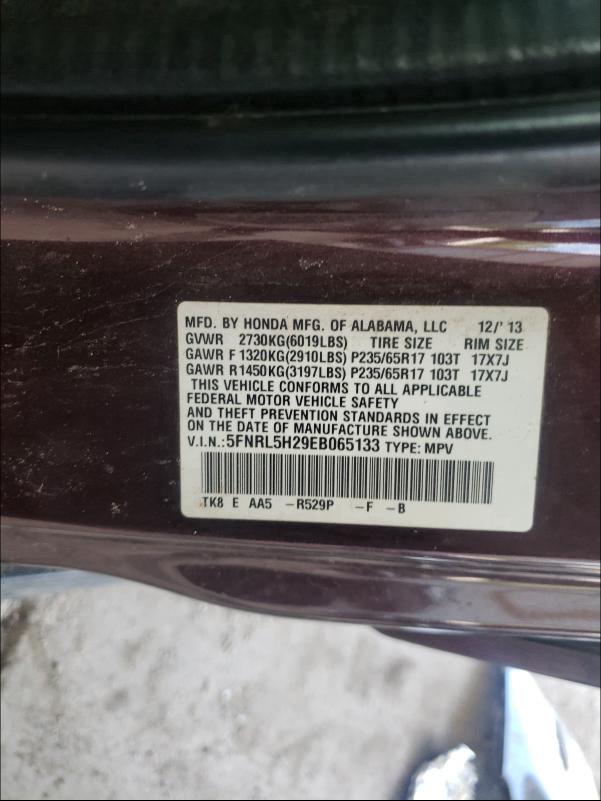 MFD. BY HONDA MFG. OF ALABAMA, LLC 12/' 13
GVWR 2730KG(6019LBS) TIRE SIZE RIM SIZE
GAWR F 1320KG(2910LBS) P235/65R17 103T 17X7J
GAWR R1450KG(3197LBS) P235/65R17 103T 17X7J
THIS VEHICLE CONFORMS TO ALL APPLICABLE
FEDERAL MOTOR VEHICLE SAFETY
AND THEFT PREVENTION STANDARDS IN EFFECT
ON THE DATE OF MANUFACTURE SHOWN ABOVE.
V.I.N.:5FNRL5H29EB065133 TYPE: MPV
TK8 E AA5 -R529P -F -B